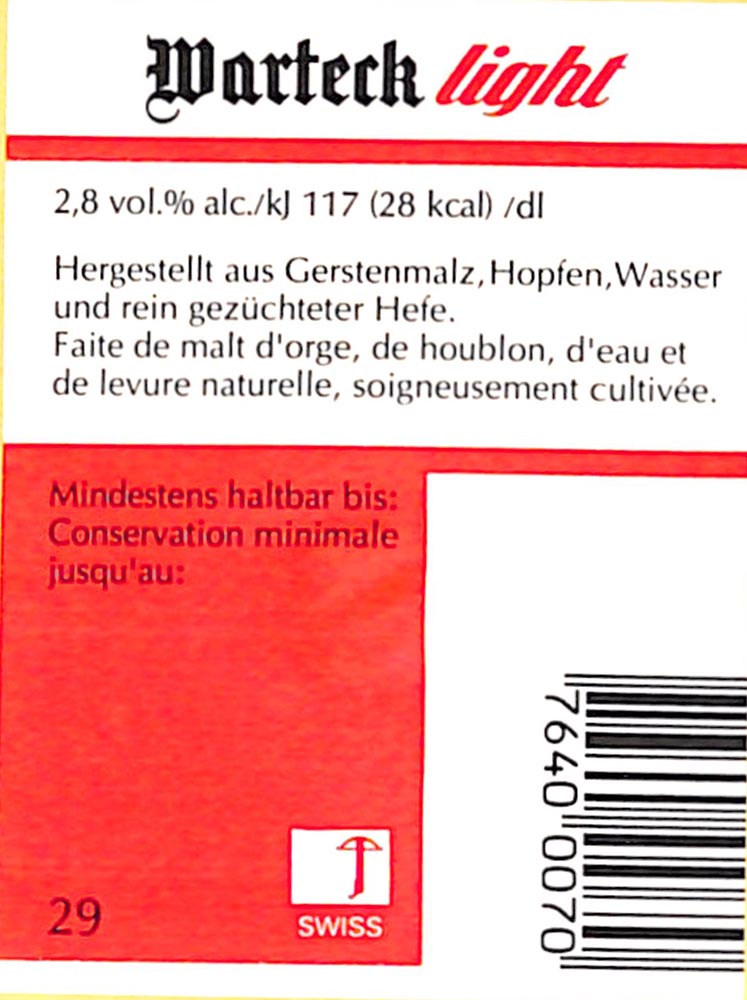 Warteck light
2,8 vol.% alc./kJ 117 (28 kcal) /dl
Hergestellt aus Gerstenmalz, Hopfen, Wasser
und rein gezüchteter Hefe.
Faite de malt d'orge, de houblon, d'eau et
de levure naturelle, soigneusement cultivée.
Mindestens haltbar bis:
Conservation minimale
jusqu'au:
7640 0070
29
SWISS